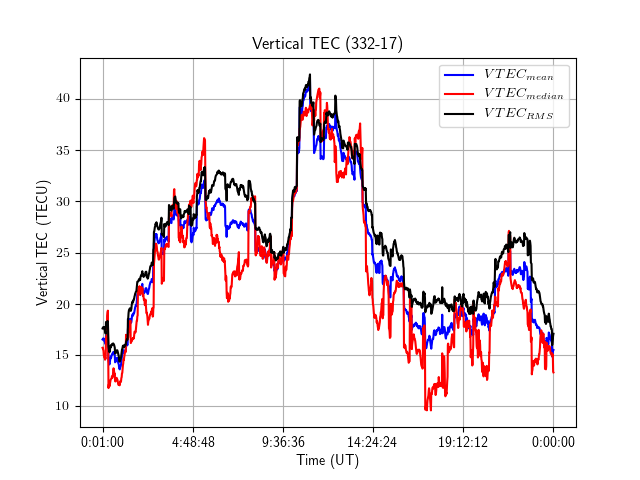 Vertical TEC (332-17)
VTEC_mean
VTEC_median
VTEC_RMS
Vertical TEC (TECU)
40
35
30
25
20
15
10
0:01:00 4:48:48 9:36:36 14:24:24 19:12:12 0:00:00
Time (UT)